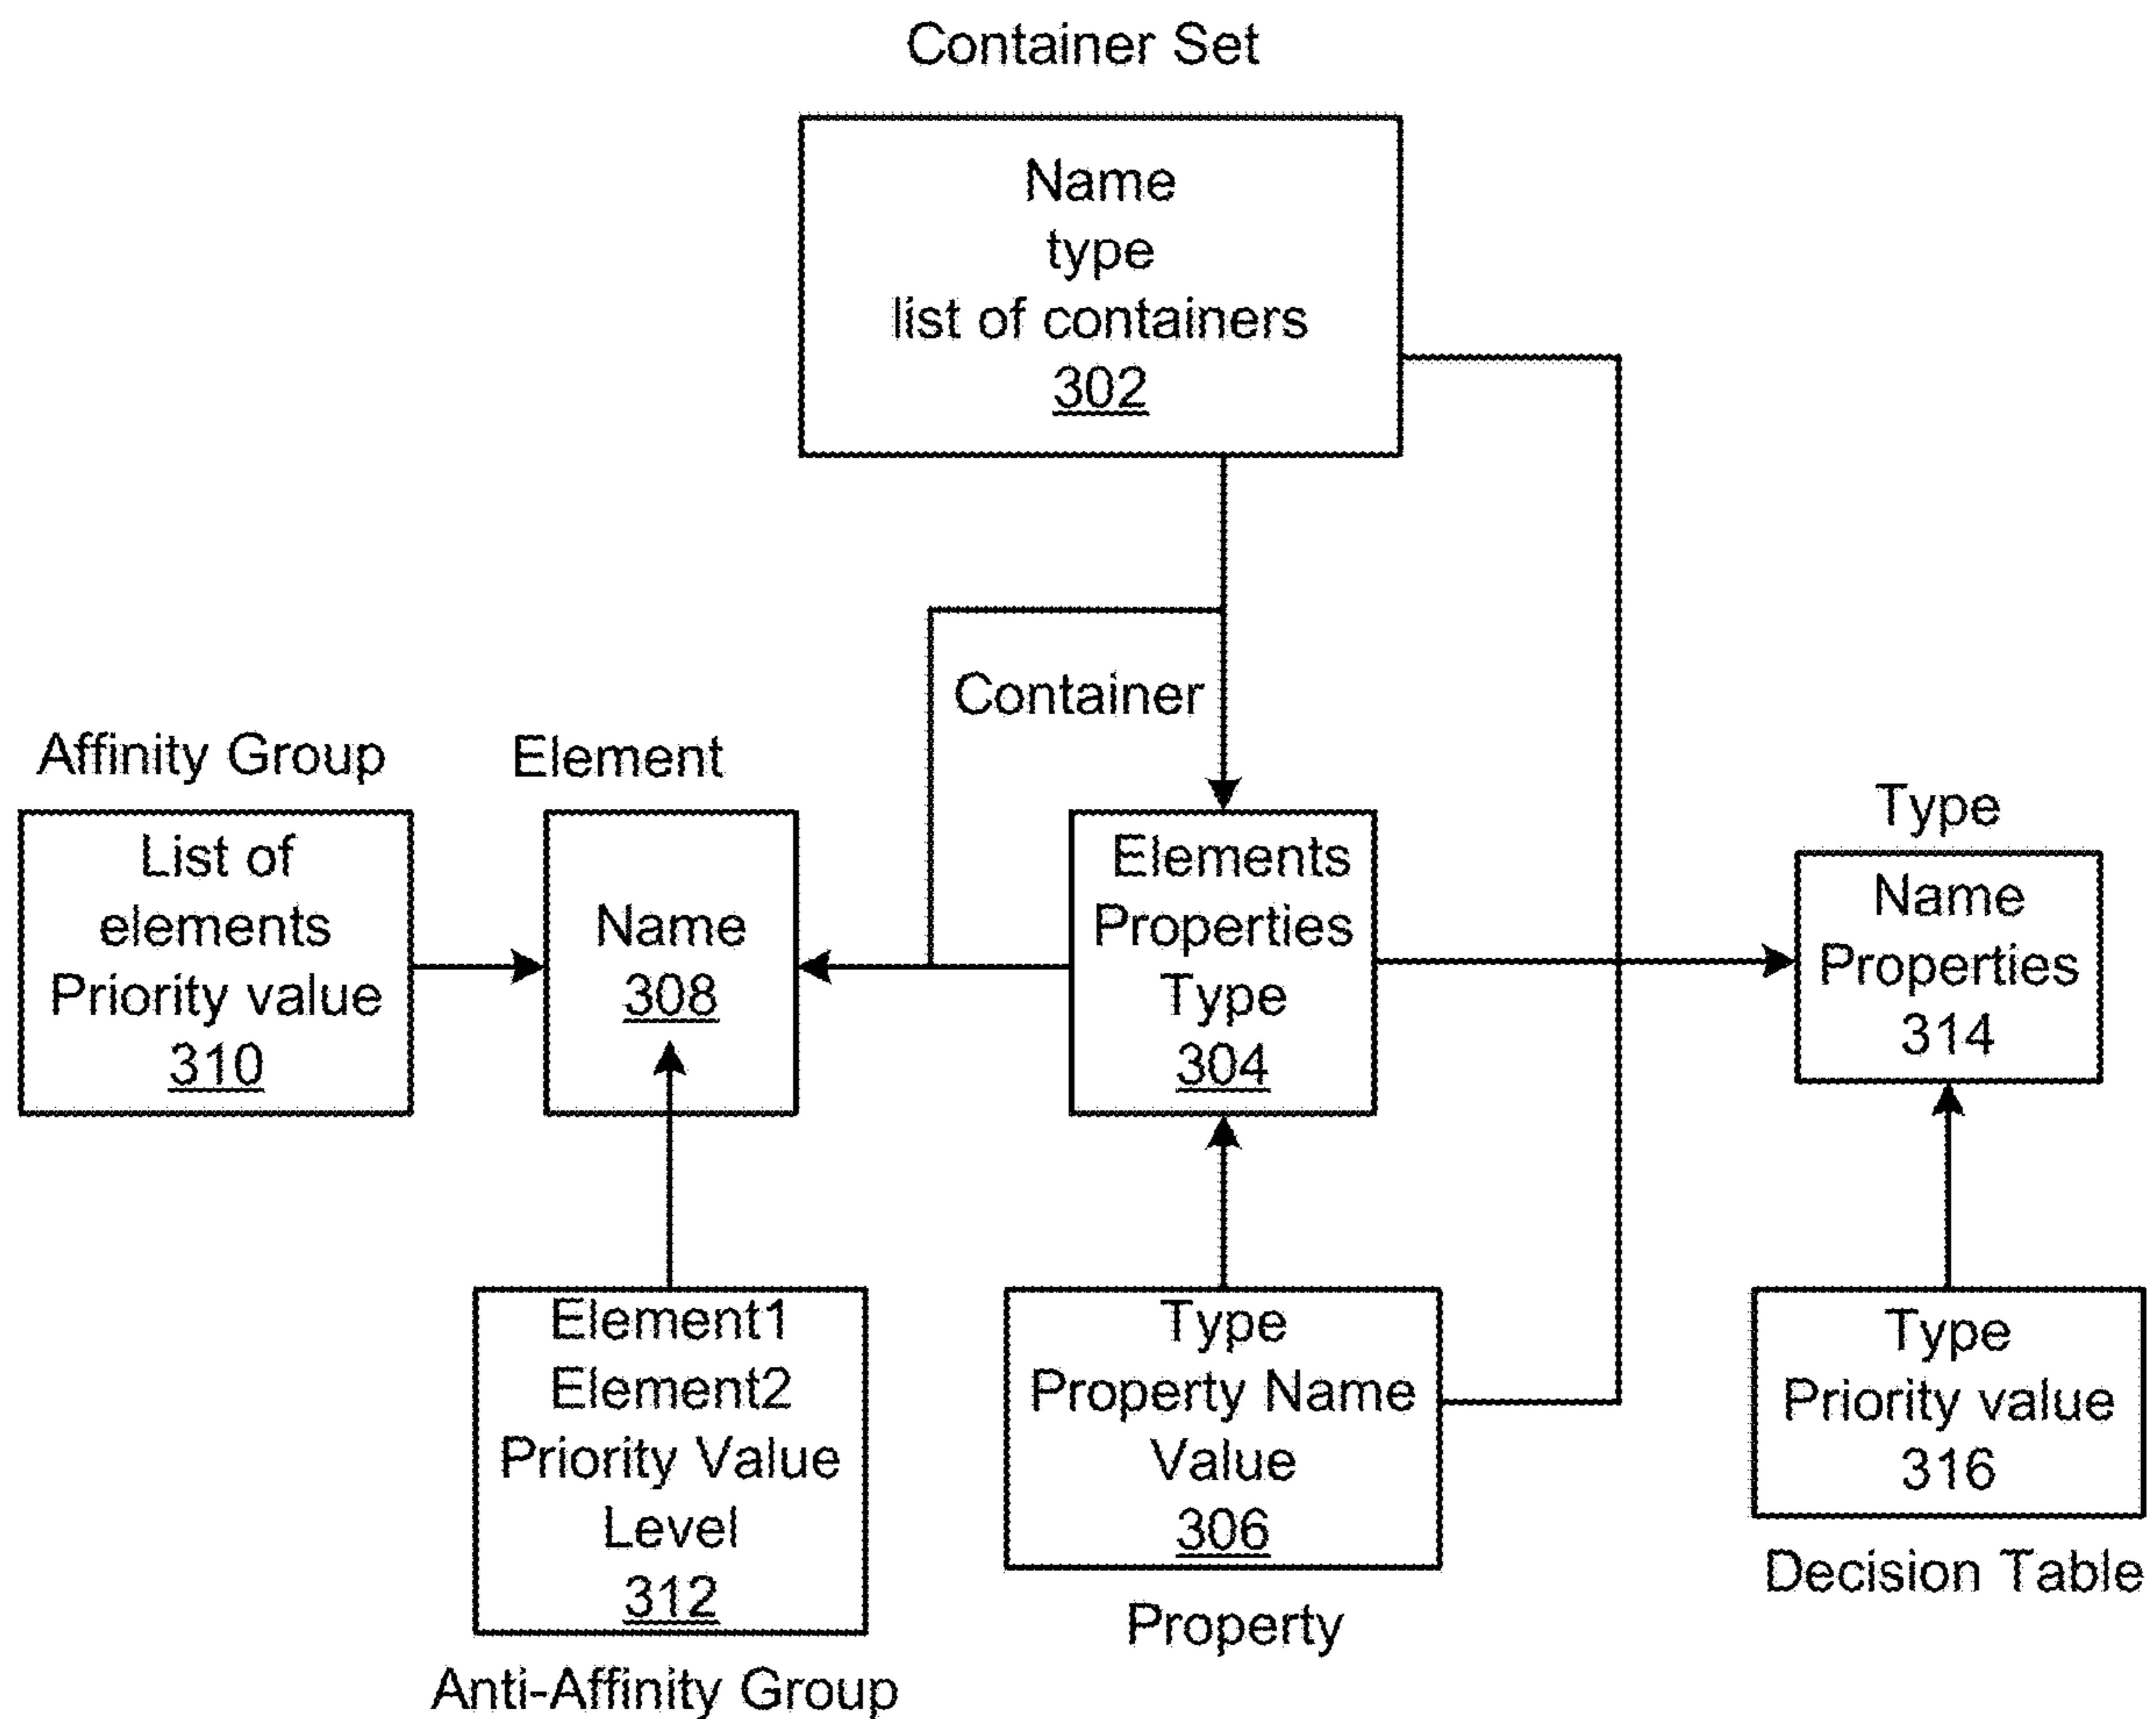 Container Set
Name
type
list of containers
302
Container
Affinity Group
List of
elements
Priority value
310
Element
Name
308
Elements
Properties
Type
304
Type
Name
Properties
314
Element1
Element2
Priority Value
Level
312
Anti-Affinity Group
Type
Property Name
Value
306
Property
Type
Priority value
316
Decision Table